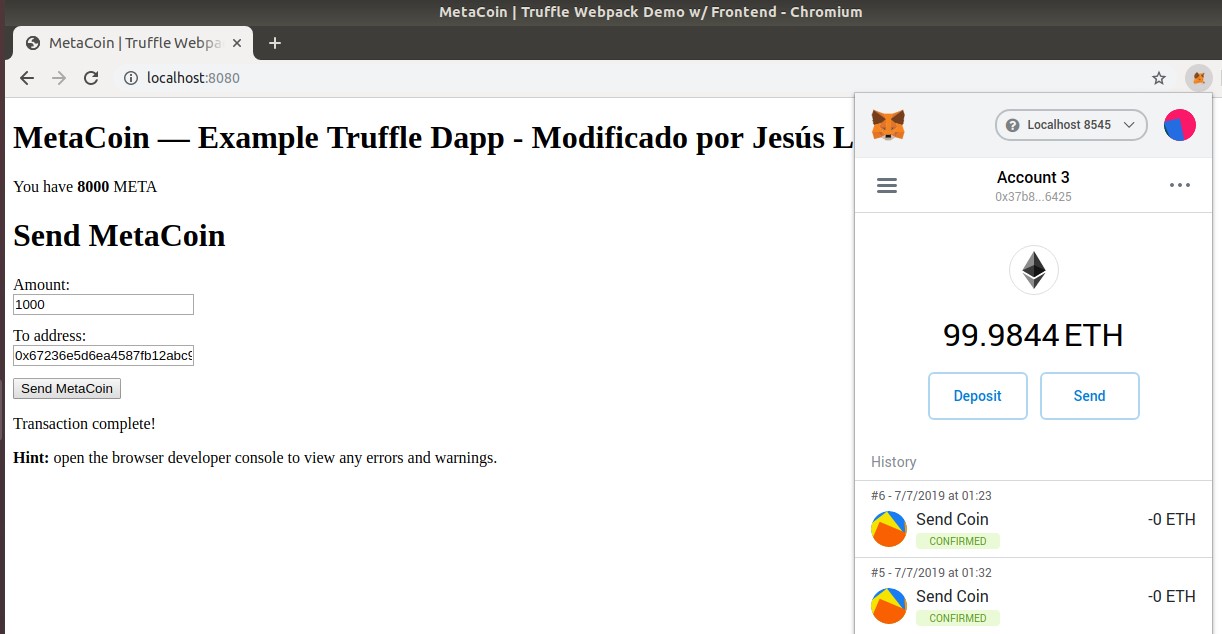 MetaCoin | Truffle Webpack Demo w/ Frontend - Chromium
MetaCoin | Truffle Webpa
localhost:8080
MetaCoin — Example Truffle Dapp - Modificado por Jesús L
You have 8000 META
Send MetaCoin
Amount:
1000
To address:
0x67236e5d6ea4587fb12abc9
Send MetaCoin
Transaction complete!
Hint: open the browser developer console to view any errors and warnings.
Localhost 8545
Account 3
0x37b8...6425
99.9844 ETH
Deposit
Send
History
#6 - 7/7/2019 at 01:23
Send Coin
-0 ETH
CONFIRMED
#5 - 7/7/2019 at 01:32
Send Coin
-0 ETH
CONFIRMED